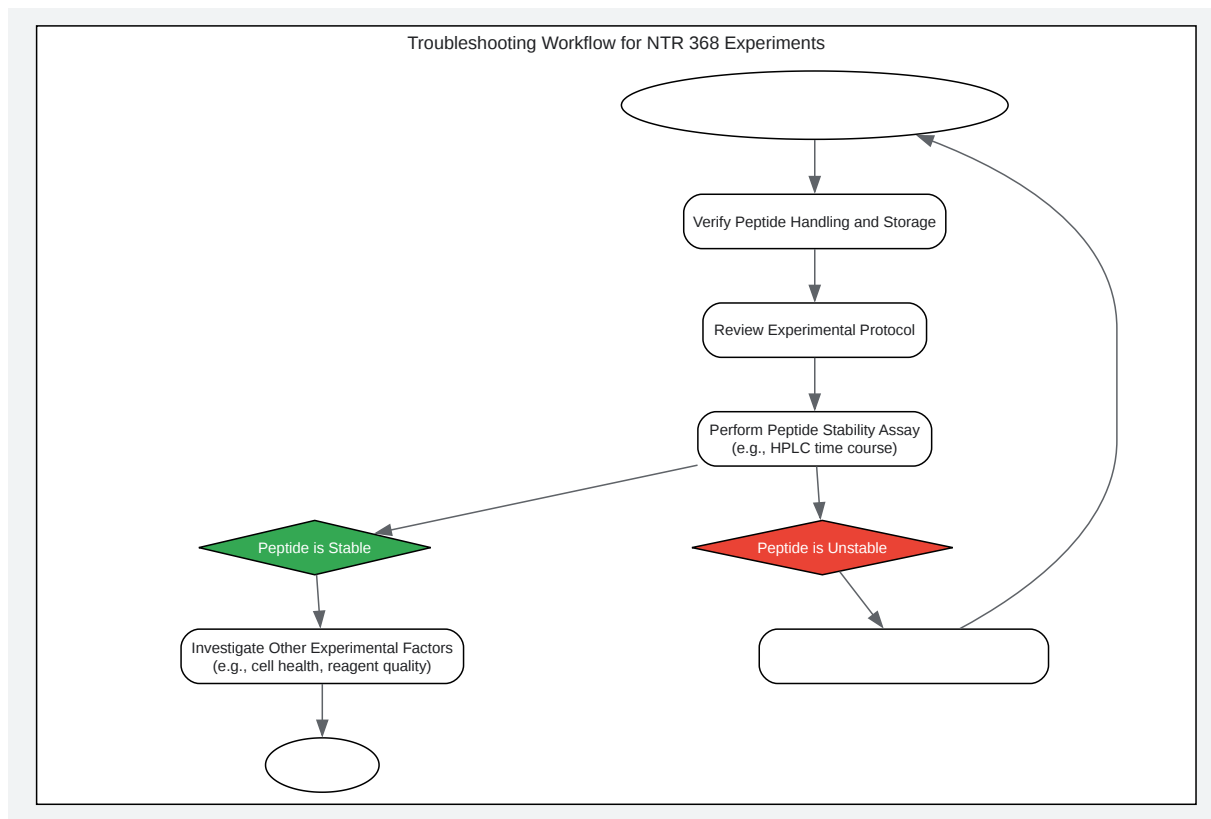 Troubleshooting Workflow for NTR 368 Experiments
Verify Peptide Handling and Storage
Review Experimental Protocol
Perform Peptide Stability Assay
(e.g., HPLC time course)
Peptide is Stable
Peptide is Unstable
Investigate Other Experimental Factors
(e.g., cell health, reagent quality)